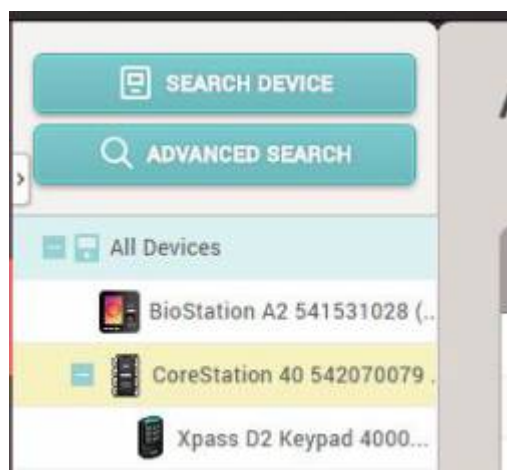 SEARCH DEVICE
ADVANCED SEARCH
All Devices
BioStation A2 541531028 (..
CoreStation 40 542070079 .
Xpass D2 Keypad 4000...